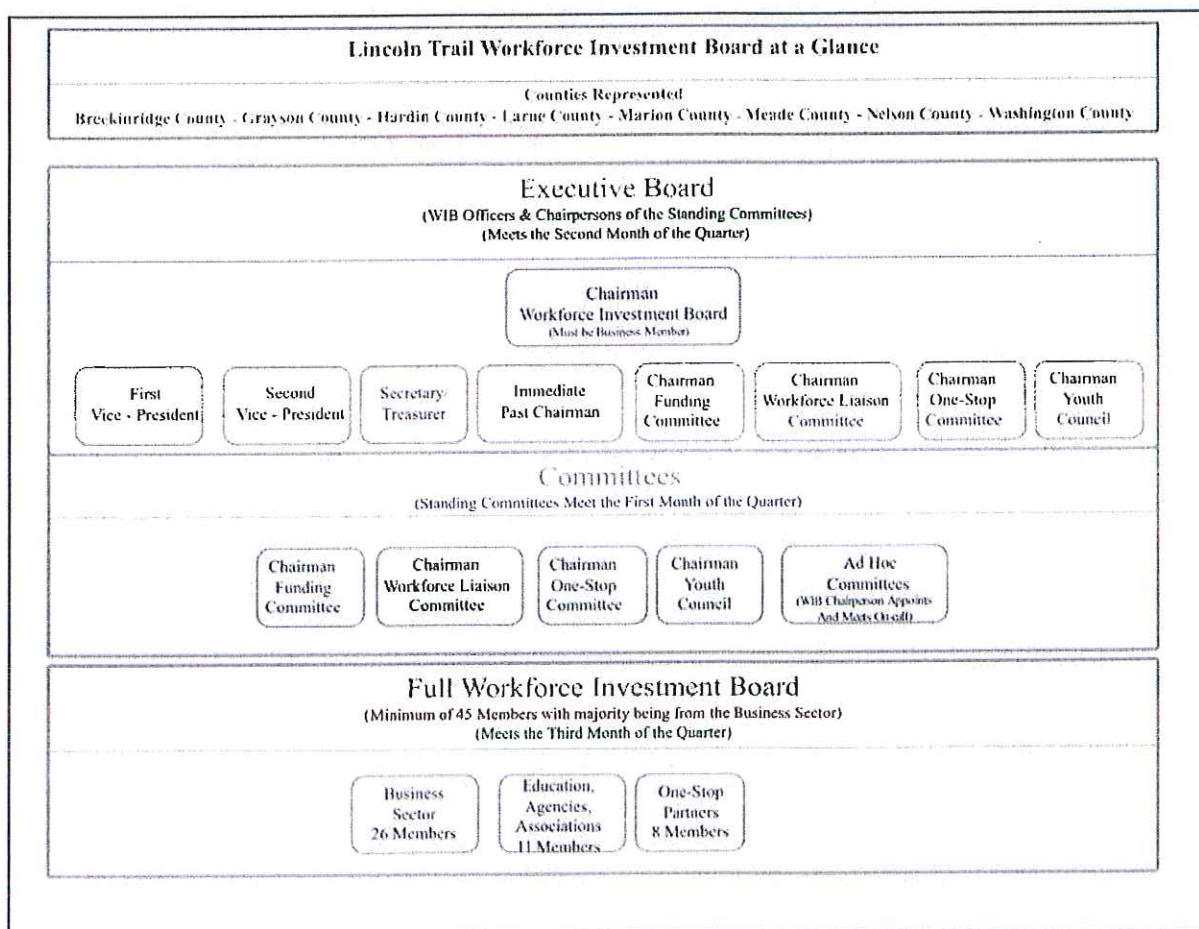 Lincoln Trail Workforce Investment Board at a Glance
Counties Represented
Breckinridge County - Grayson County - Hardin County - Larue County - Marion County - Meade County - Nelson County - Washington County
Executive Board
(WIB Officers & Chairpersons of the Standing Committees)
(Meets the Second Month of the Quarter)
Chairman
Workforce Investment Board
(Must be Business Member)
First
Vice - President
Second
Vice - President
Secretary/
Treasurer
Immediate
Past Chairman
Chairman
Funding
Committee
Chairman
Workforce Liaison
Committee
Chairman
One-Stop
Committee
Chairman
Youth
Council
Committees
(Standing Committees Meet the First Month of the Quarter)
Chairman
Funding
Committee
Chairman
Workforce Liaison
Committee
Chairman
One-Stop
Committee
Chairman
Youth
Council
Ad Hoc
Committees
(WIB Chairperson Appoints
And Meets On-call)
Full Workforce Investment Board
(Minimum of 45 Members with majority being from the Business Sector)
(Meets the Third Month of the Quarter)
Business
Sector
26 Members
Education,
Agencies,
Associations
11 Members
One-Stop
Partners
8 Members